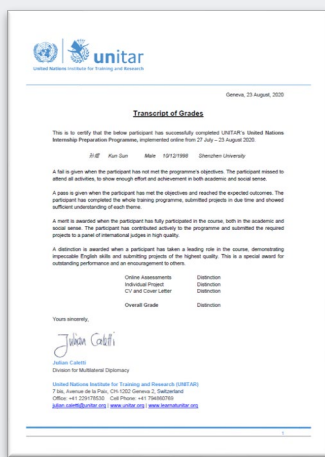 unitar
United Nations Institute for Training and Research
Geneva, 23 August, 2020
Transcript of Grades
This is to certify that the below participant has successfully completed UNITAR's United Nations
Internship Preparation Programme, implemented online from 27 July – 23 August, 2020.
Kun Sun Male 10/12/1998 Shenzhen University
A fail is given when the participant has not met the programme's objectives. The participant missed to
attend all activities, to show enough effort and achievement in both academic and social sense.
A pass is given when the participant has met the objectives and reached the expected outcomes. The
participant has completed the whole training programme, submitted projects in due time and showed
sufficient understanding of each theme.
A merit is awarded when the participant has fully participated in the course, both in the academic and
social sense. The participant has contributed actively to the programme and submitted the required
projects to a panel of international judges in high quality.
A distinction is awarded when a participant has taken a leading role in the course, demonstrating
impeccable English skills and submitting projects of the highest quality. This is a special award for
outstanding performance and an encouragement to others.
Online Assessments Distinction
Individual Project Distinction
CV and Cover Letter Distinction
Overall Grade Distinction
Yours sincerely,
Julian Caletti
Julian Caletti
Division for Multilateral Diplomacy
United Nations Institute for Training and Research (UNITAR)
7 bis, Avenue de la Paix, CH-1202 Geneva 2, Switzerland
Office: +41 229178538 Cell Phone: +41 794860769
julian.caletti@unitar.org | www.unitar.org | www.learnatunitar.org
1